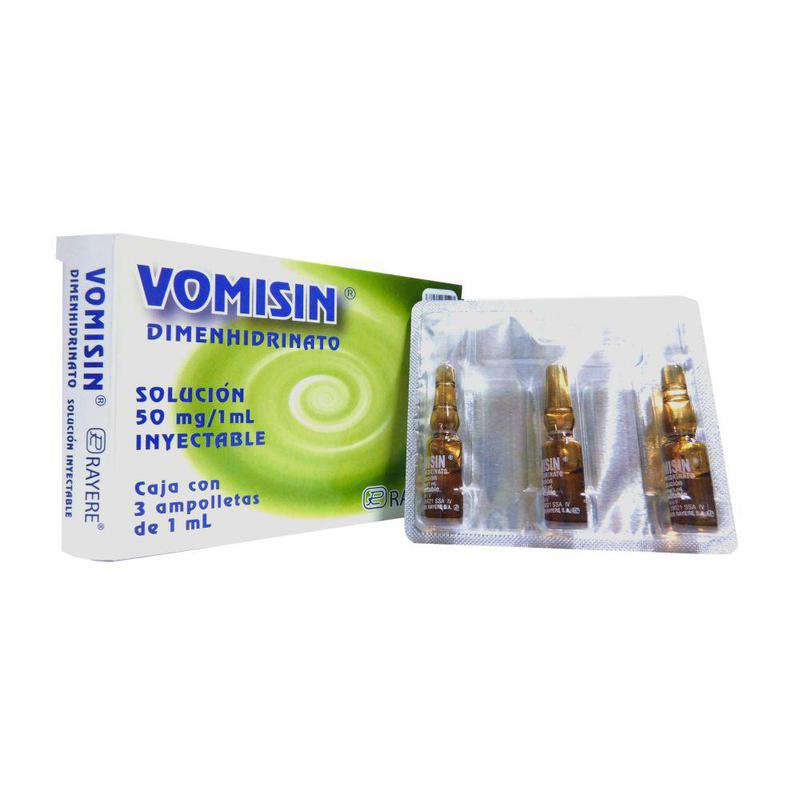 VOMISIN®
DIMENHIDRINATO
SOLUCIÓN INYECTABLE
RAYERE®
VOMISIN®
DIMENHIDRINATO
SOLUCIÓN
50 mg/1mL
INYECTABLE
Caja con
3 ampolletas
de 1 mL
RAYERE